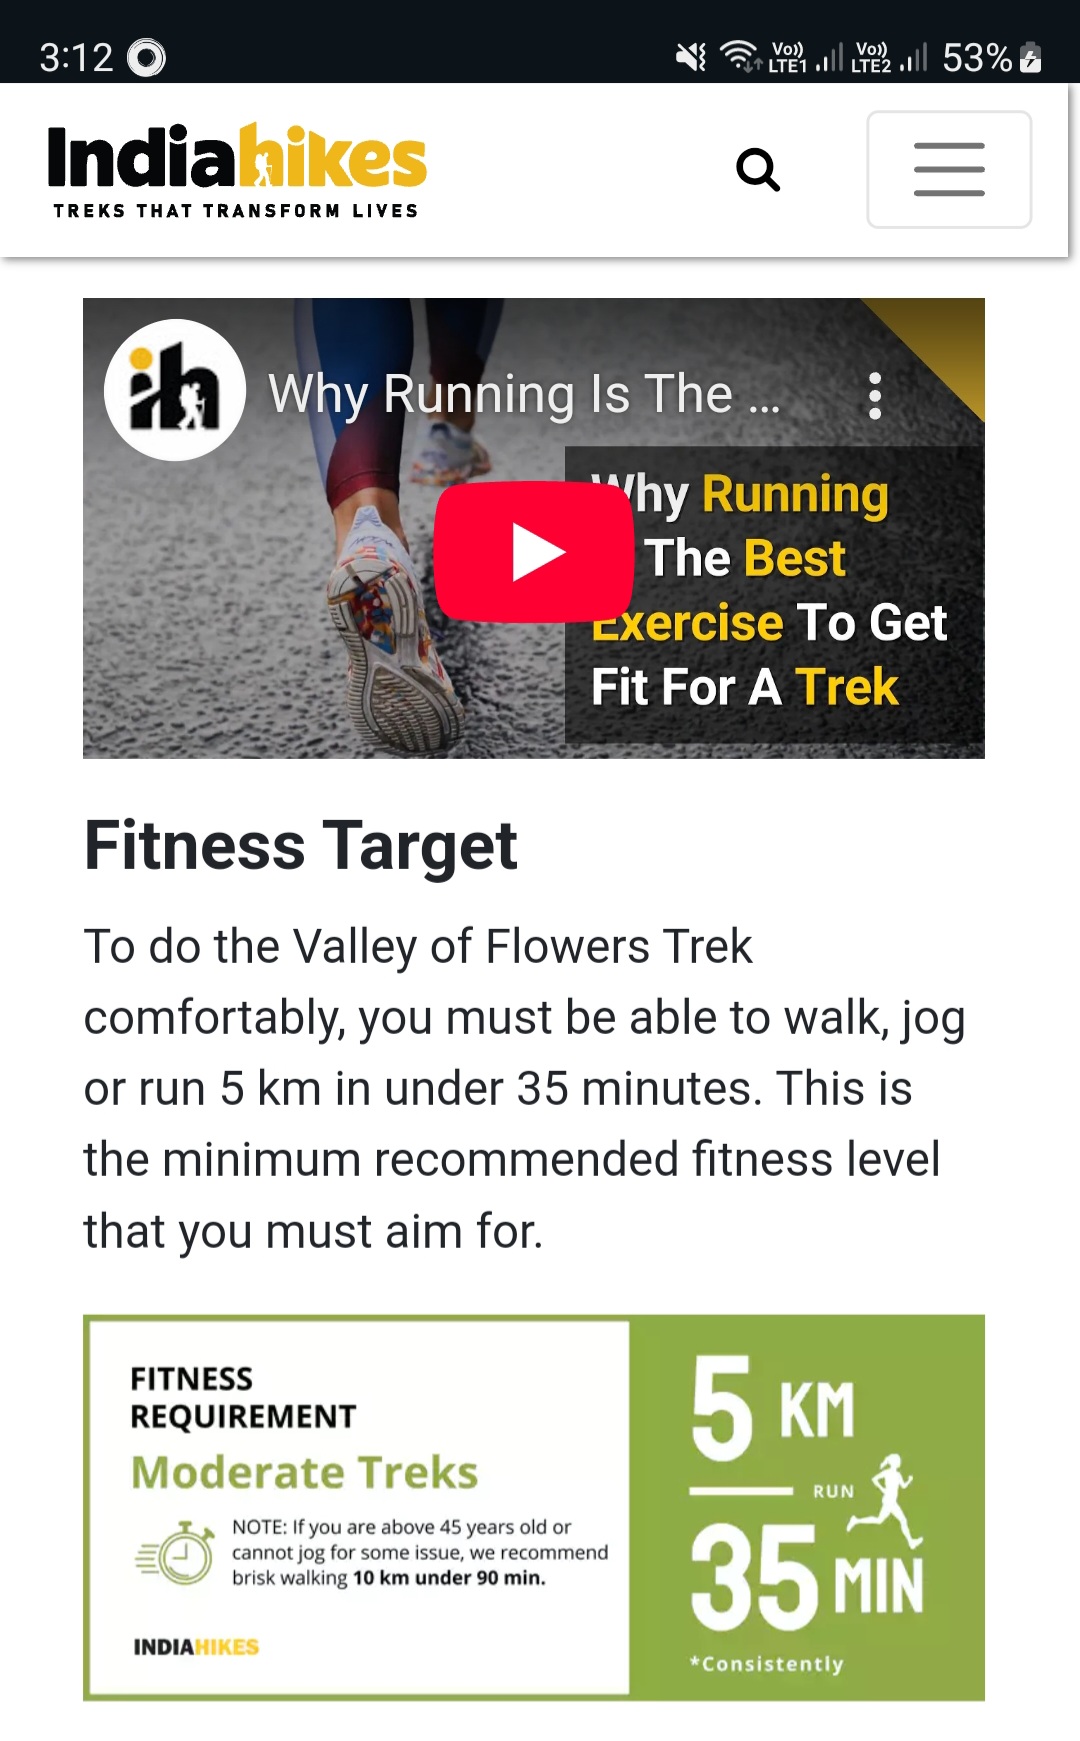 3:12
Vo)) LTE1
Vo)) LTE2
53%
Indiahikes
TREKS THAT TRANSFORM LIVES
ih
Why Running Is The ...
Why Running
The Best
Exercise To Get
Fit For A Trek
Fitness Target
To do the Valley of Flowers Trek
comfortably, you must be able to walk, jog
or run 5 km in under 35 minutes. This is
the minimum recommended fitness level
that you must aim for.
FITNESS
REQUIREMENT
Moderate Treks
NOTE: If you are above 45 years old or
cannot jog for some issue, we recommend
brisk walking 10 km under 90 min.
INDIAHIKES
5 KM
RUN
35 MIN
*Consistently